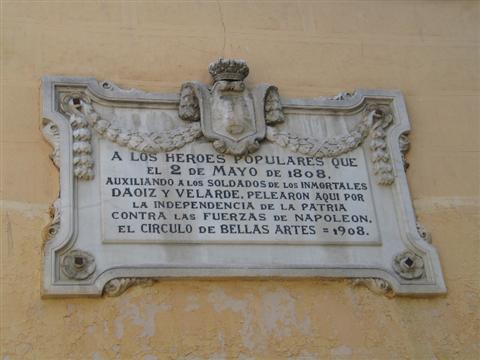 A LOS HEROES POPULARES QUE
EL 2 DE MAYO DE 1808,
AUXILIANDO A LOS SOLDADOS DE LOS INMORTALES
DAOIZ Y VELARDE, PELEARON AQUI POR
LA INDEPENDENCIA DE LA PATRIA
CONTRA LAS FUERZAS DE NAPOLEON.
EL CIRCULO DE BELLAS ARTES = 1908.